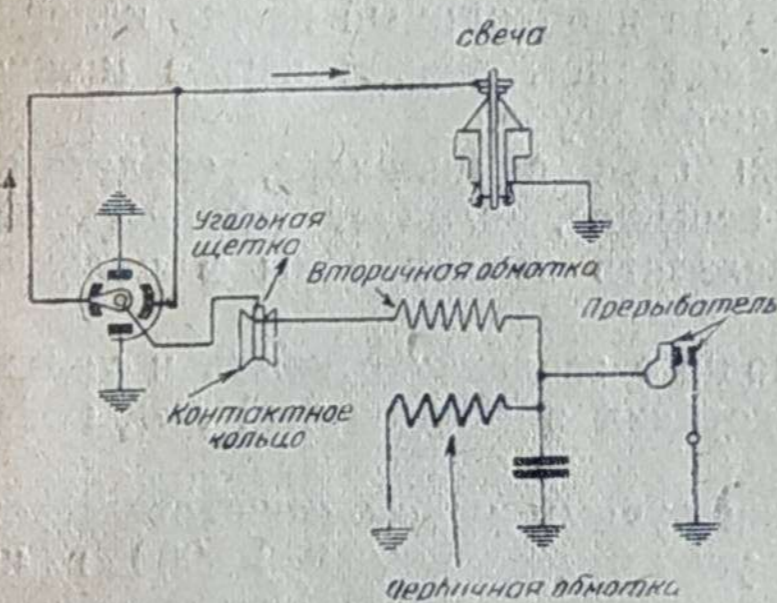 свеча
Угольная
щетка
Вторичная обмотка
Прерыватель
Контактное
кольцо
Первичная обмотка